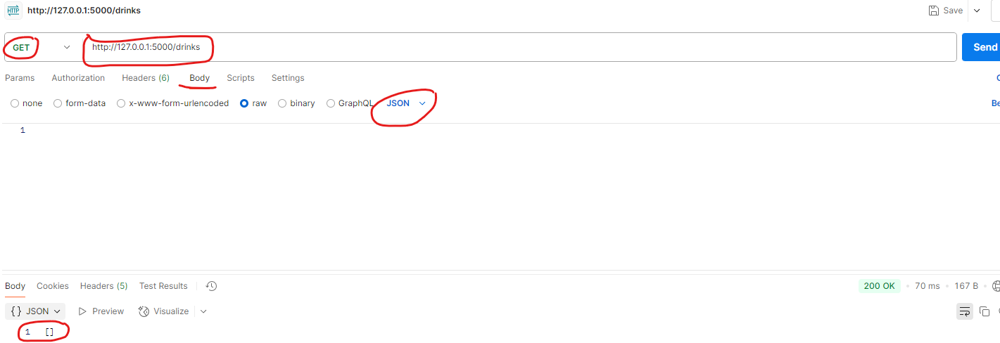 HTTP http://127.0.0.1:5000/drinks Save
GET http://127.0.0.1:5000/drinks Send
Params Authorization Headers (6) Body Scripts Settings
none form-data x-www-form-urlencoded raw binary GraphQL JSON Be
1
Body Cookies Headers (5) Test Results 200 OK • 70 ms • 167 B •
{} JSON Preview Visualize
1 []